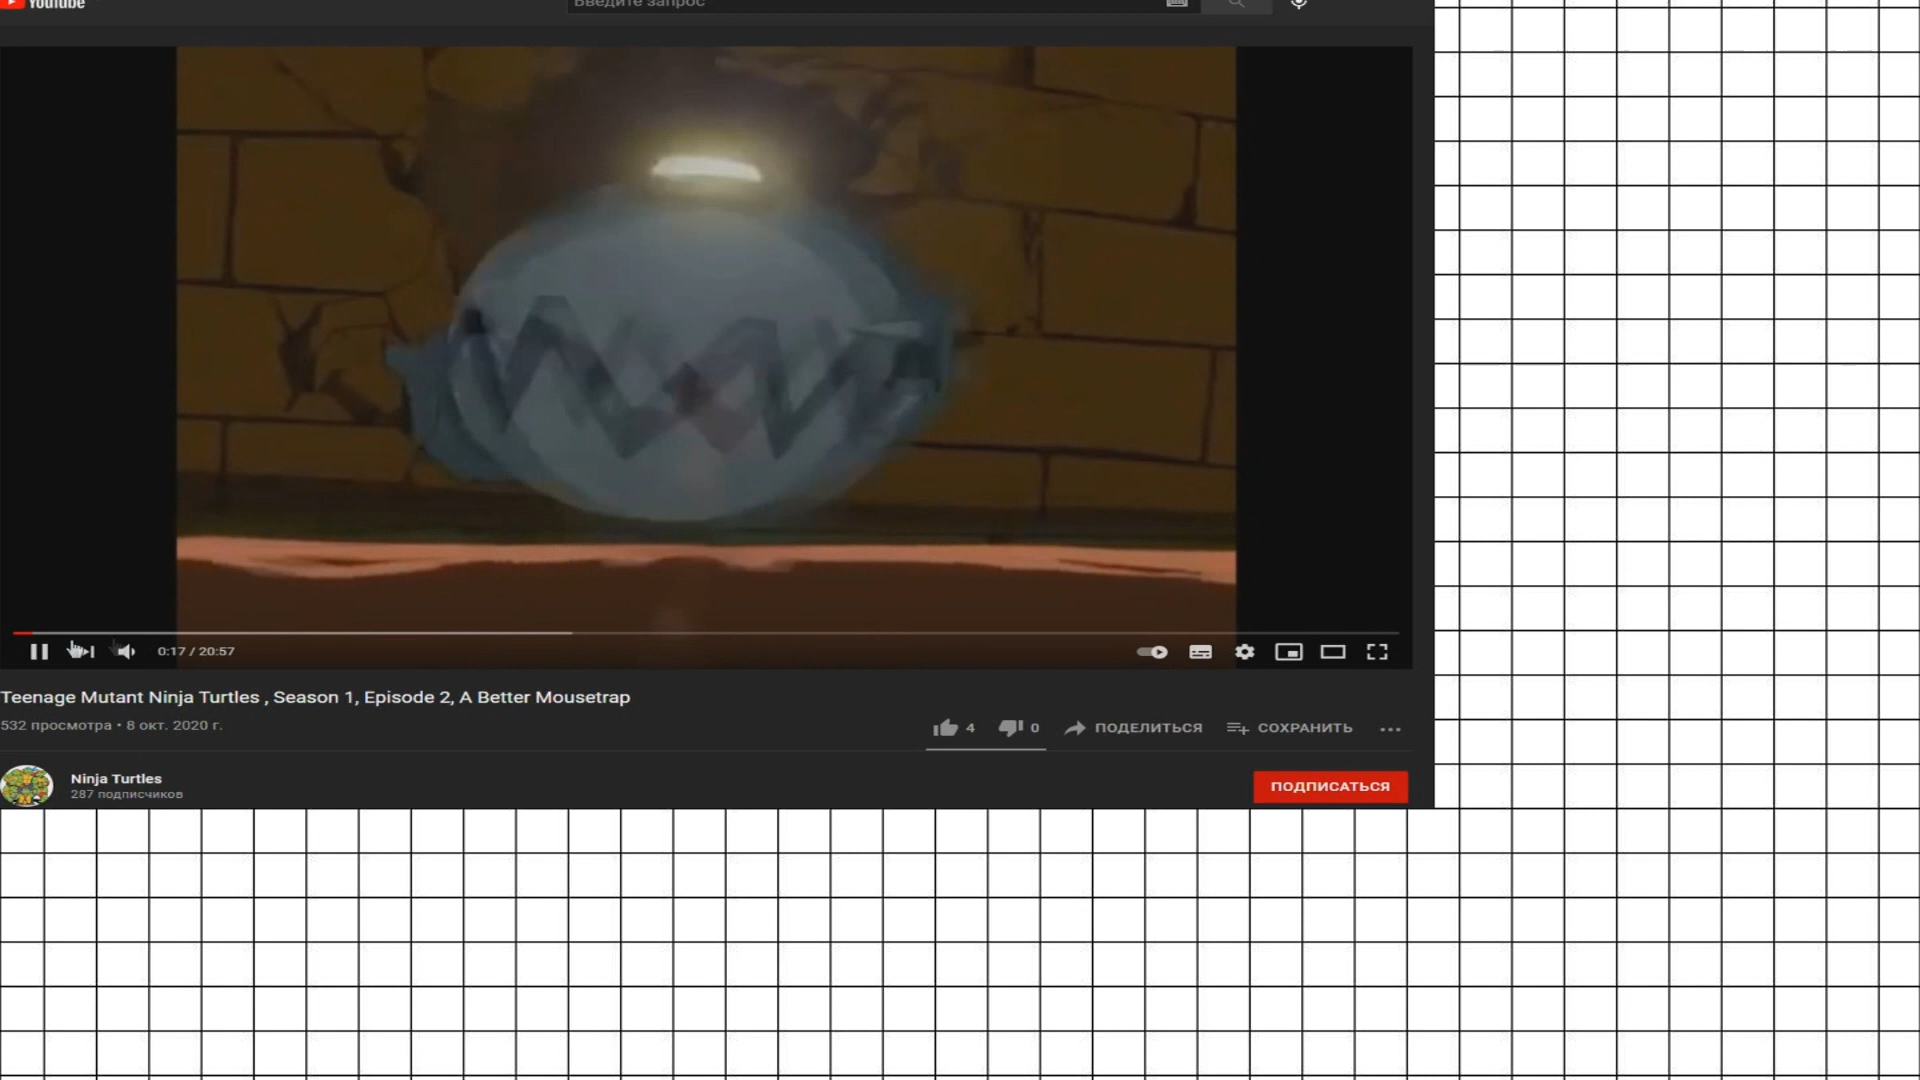 YouTube
Введите запрос
0:17 / 20:57
Teenage Mutant Ninja Turtles , Season 1, Episode 2, A Better Mousetrap
532 просмотра • 8 окт. 2020 г.
4
0
ПОДЕЛИТЬСЯ
СОХРАНИТЬ
Ninja Turtles
287 подписчиков
ПОДПИСАТЬСЯ